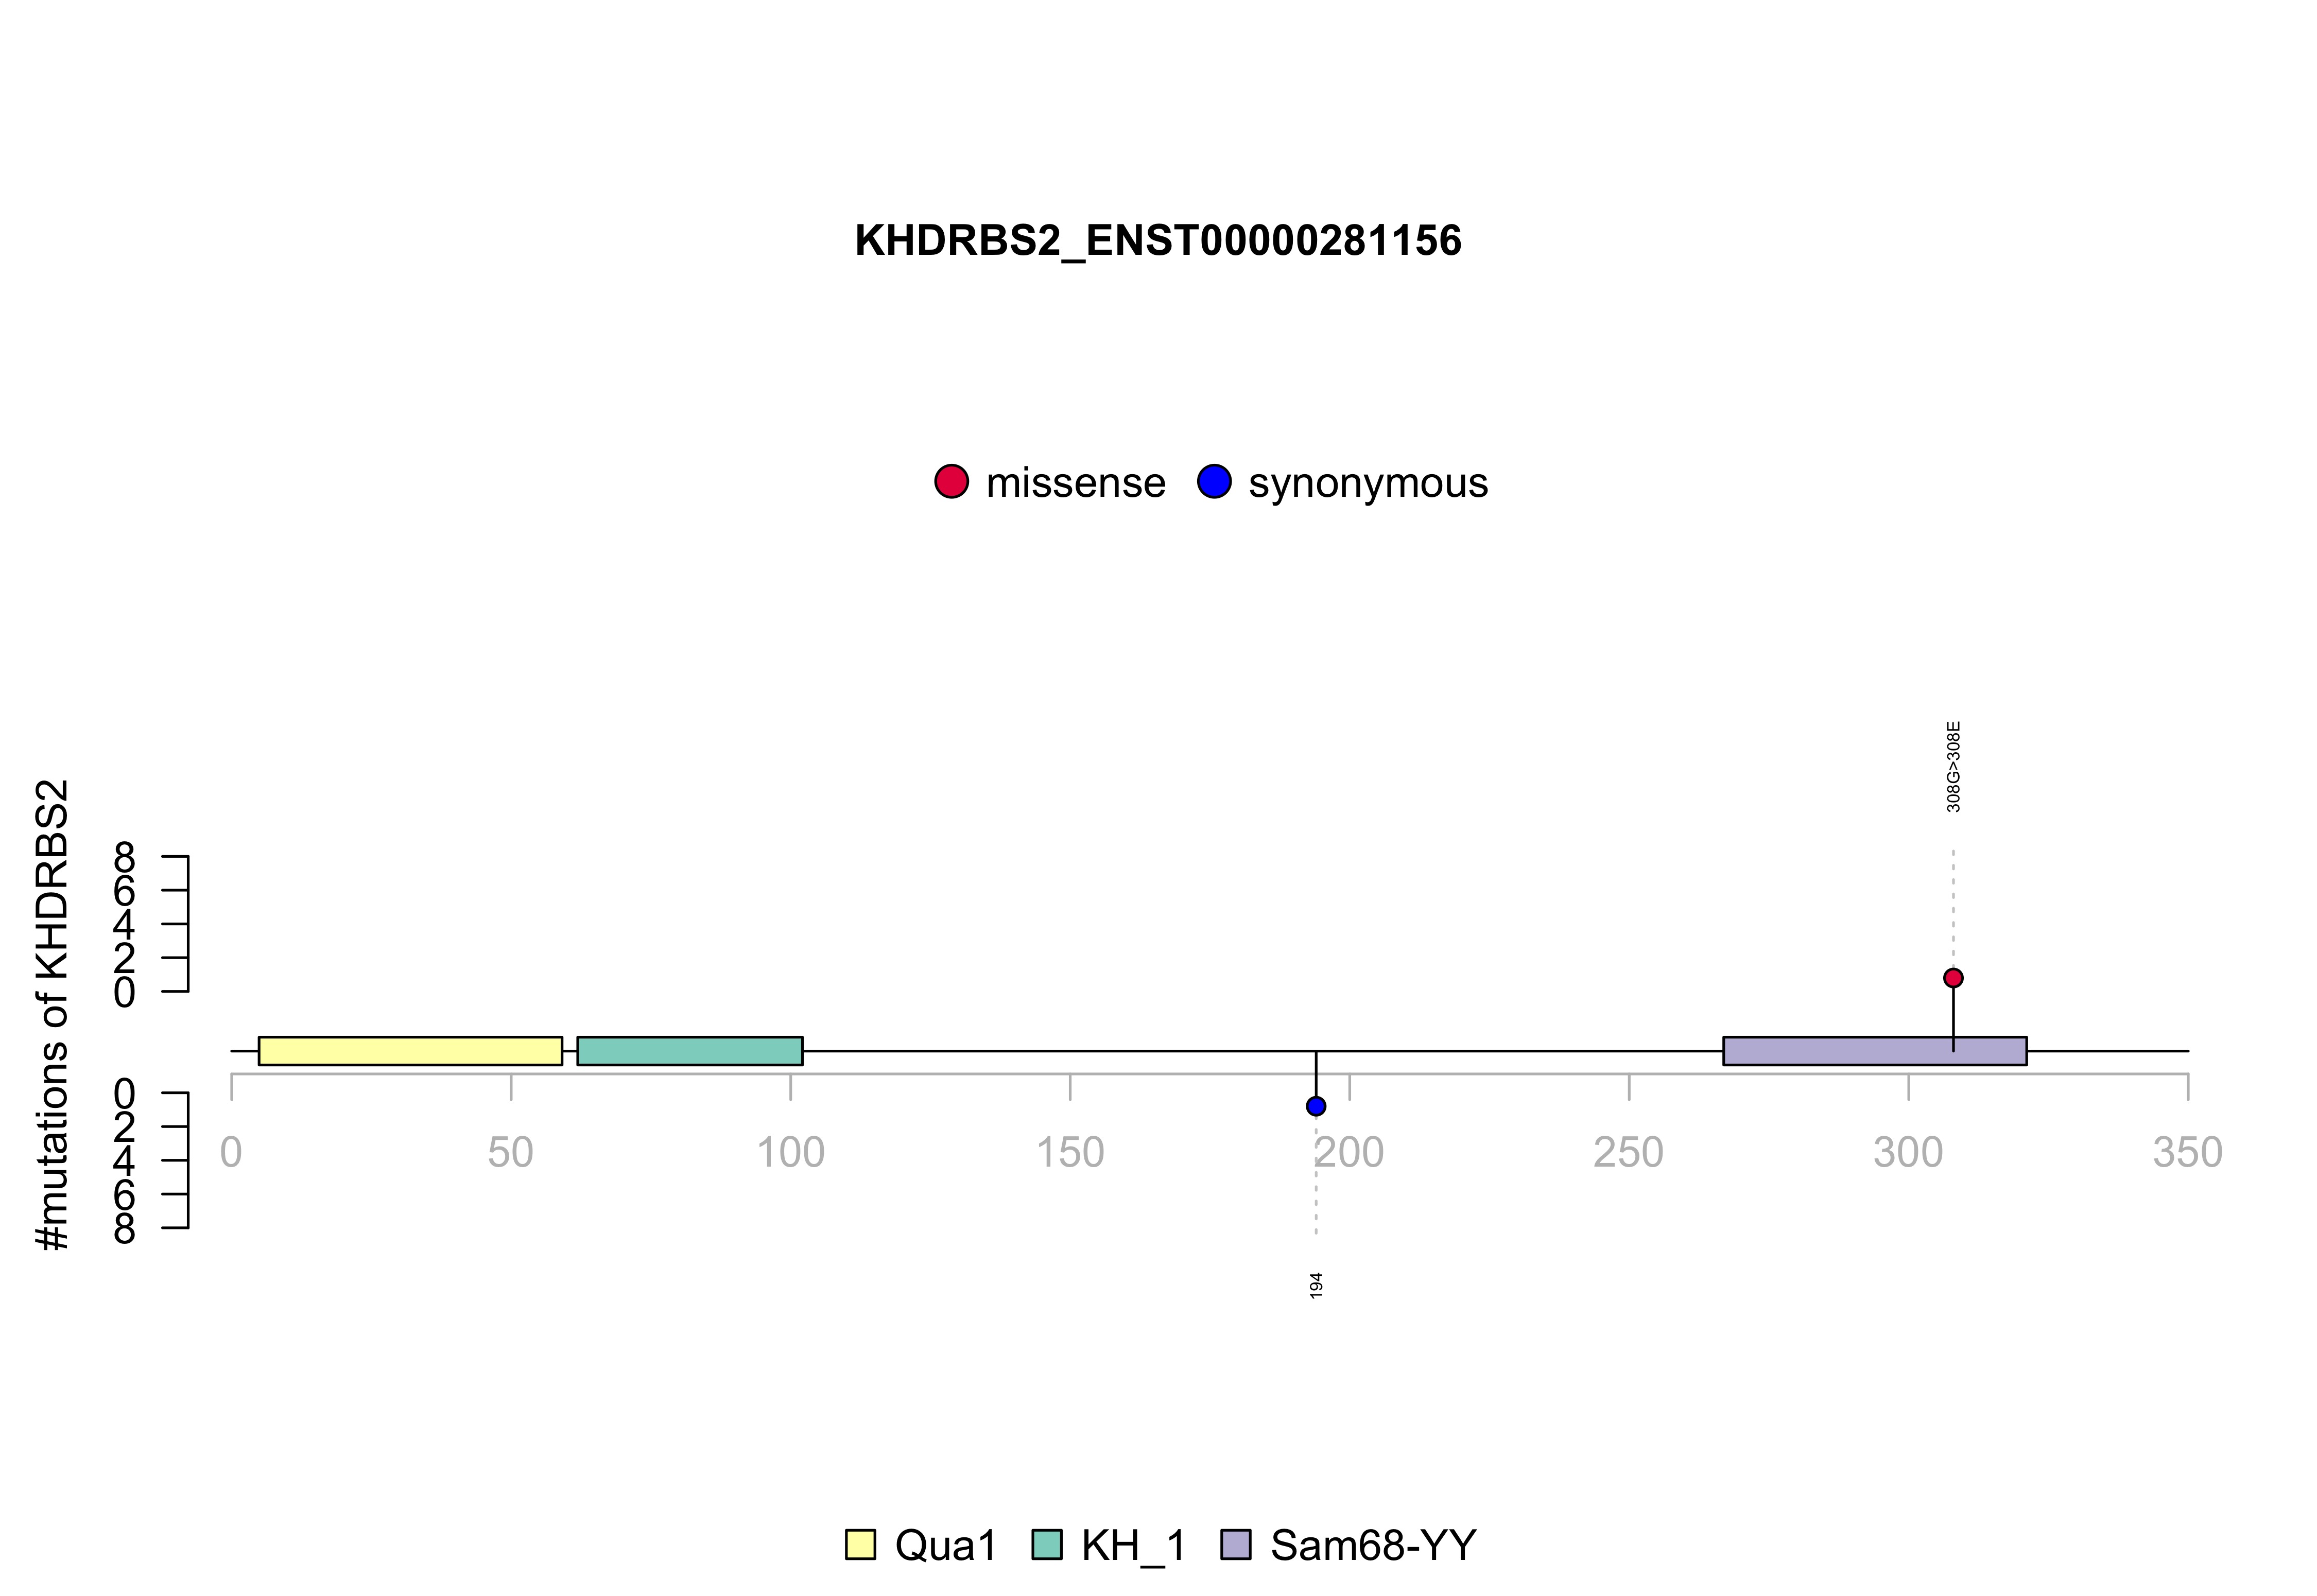 KHDRBS2_ENST00000281156
missense synonymous
308G>308E
#mutations of KHDRBS2
8
6
4
2
0
0
2
4
6
8
0 50 100 150 200 250 300 350
194
Qua1 KH_1 Sam68-YY